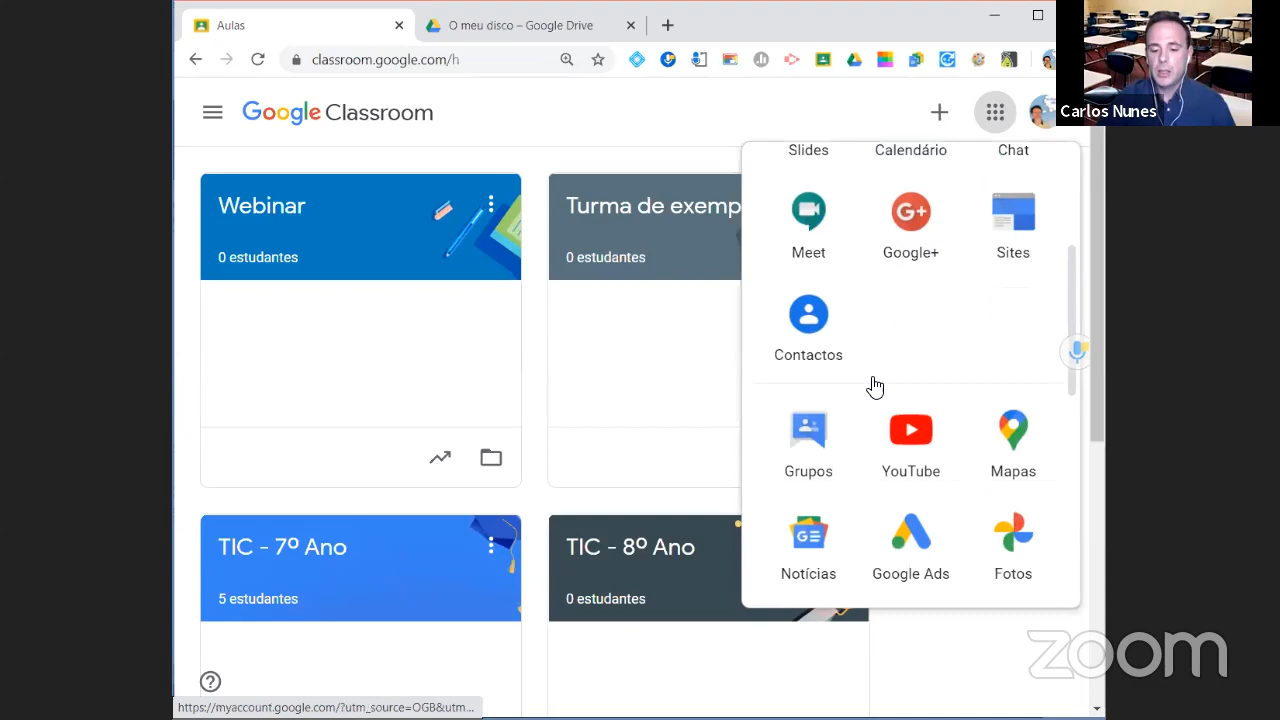 Aulas
O meu disco – Google Drive
classroom.google.com/h
Carlos Nunes
Google Classroom
Slides Calendário Chat
Webinar
0 estudantes
Turma de exemp
0 estudantes
Meet Google+ Sites
Contactos
Grupos YouTube Mapas
Notícias Google Ads Fotos
TIC - 7º Ano
5 estudantes
TIC - 8º Ano
0 estudantes
zoom
https://myaccount.google.com/?utm_source=OGB&utm...